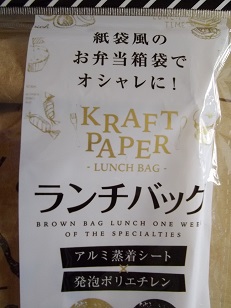 紙袋風の
お弁当箱袋で
オシャレに!
KRAFT
PAPER
- LUNCH BAG -
ランチバッグ
BROWN BAG LUNCH ONE WEE
OF THE SPECIALTIES
アルミ蒸着シート
×
発泡ポリエチレン